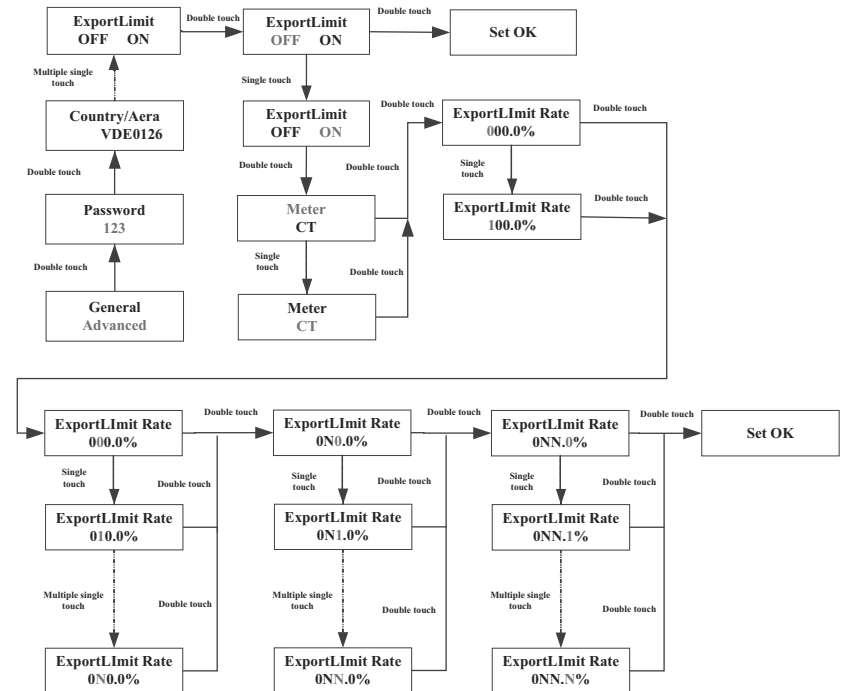 ExportLimit
OFF ON
Double touch
ExportLimit
OFF ON
Double touch
Set OK
Multiple single
touch
Single touch
Country/Aera
VDE0126
ExportLimit
OFF ON
Double touch
ExportLImit Rate
000.0%
Double touch
Double touch
Double touch
Double touch
Single
touch
Password
123
Meter
CT
ExportLImit Rate
100.0%
Double touch
Double touch
Single
touch
Double touch
General
Advanced
Meter
CT
ExportLImit Rate
000.0%
Double touch
ExportLImit Rate
0N0.0%
Double touch
ExportLImit Rate
0NN.0%
Double touch
Set OK
Single
touch
Double touch
Single
touch
Double touch
Single
touch
Double touch
ExportLImit Rate
010.0%
ExportLImit Rate
0N1.0%
ExportLImit Rate
0NN.1%
Multiple single
touch
Double touch
Multiple single
touch
Double touch
Multiple single
touch
Double touch
ExportLImit Rate
0N0.0%
ExportLImit Rate
0NN.0%
ExportLImit Rate
0NN.N%